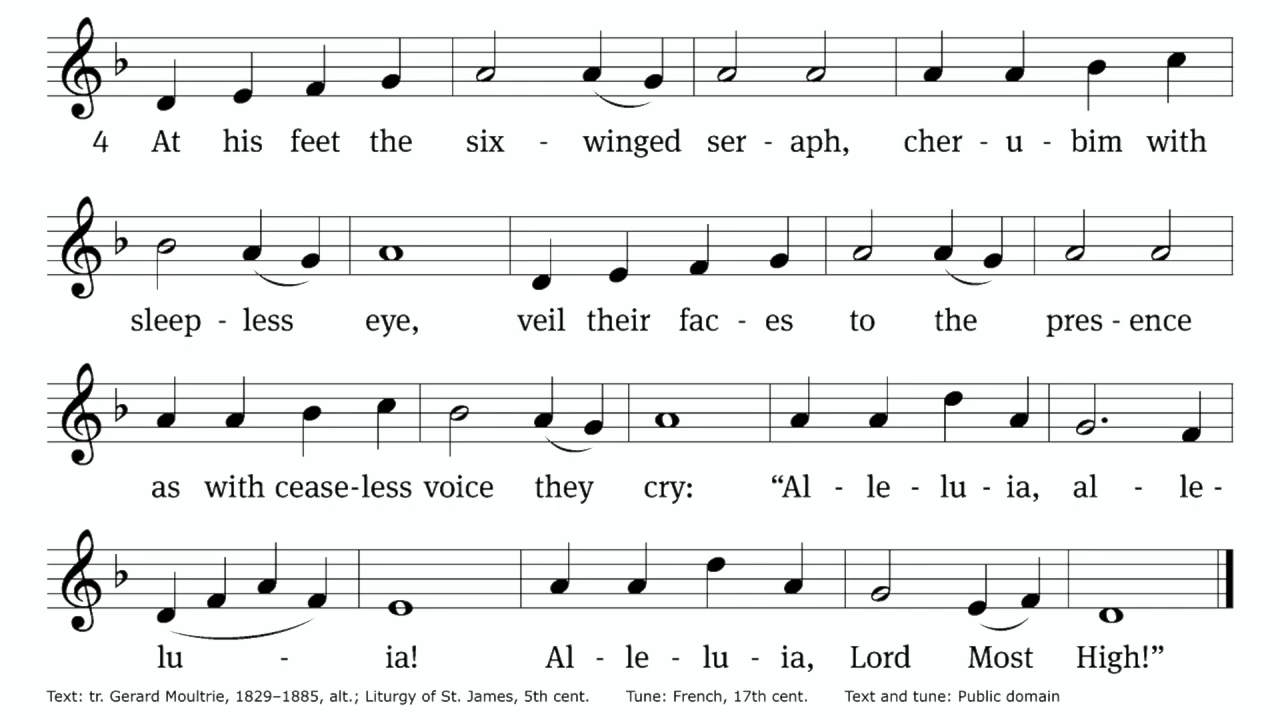 4 At his feet the six - winged ser - aph, cher - u - bim with
sleep - less eye, veil their fac - es to the pres - ence
as with cease - less voice they cry: “Al - le - lu - ia, al - le -
lu - ia! Al - le - lu - ia, Lord Most High!”
Text: tr. Gerard Moultrie, 1829–1885, alt.; Liturgy of St. James, 5th cent. Tune: French, 17th cent. Text and tune: Public domain